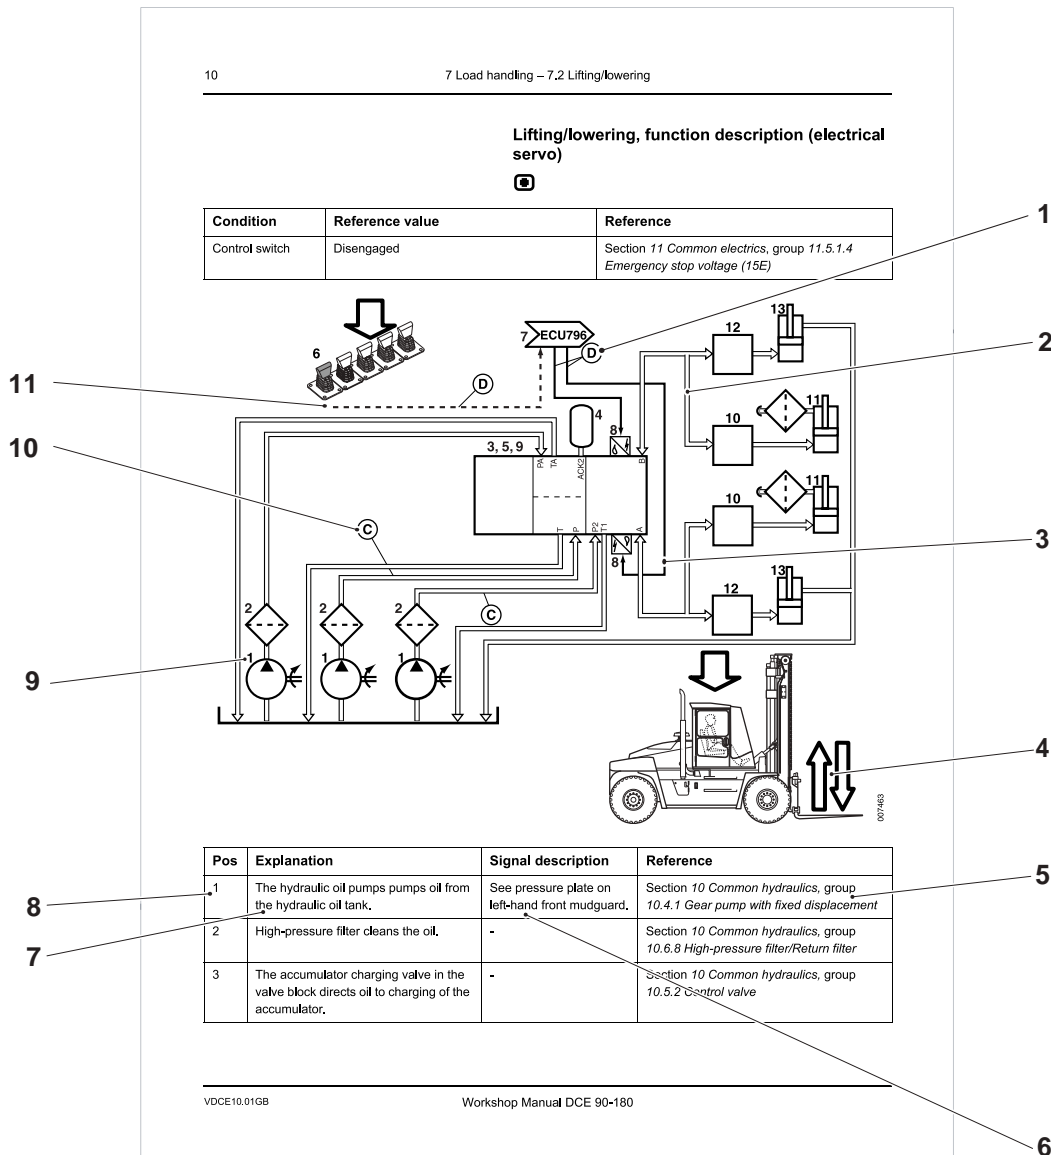 10
7 Load handling – 7.2 Lifting/lowering
Lifting/lowering, function description (electrical
servo)
Condition Reference value Reference
Control switch Disengaged Section 11 Common electrics, group 11.5.1.4
Emergency stop voltage (15E)
1
2
3
4
5
6
7
8
9
10
11
6
7 ECU796
D
D
4
3, 5, 9
8
PA
TA
ACK2
B
T
P
P2
T1
A
8
C
C
2
2
2
1
1
1
12
13
10
11
10
11
12
13
007463
Pos Explanation Signal description Reference
1 The hydraulic oil pumps pumps oil from
the hydraulic oil tank.
See pressure plate on
left-hand front mudguard.
Section 10 Common hydraulics, group
10.4.1 Gear pump with fixed displacement
2 High-pressure filter cleans the oil. - Section 10 Common hydraulics, group
10.6.8 High-pressure filter/Return filter
3 The accumulator charging valve in the
valve block directs oil to charging of the
accumulator.
-
Section 10 Common hydraulics, group
10.5.2 Control valve
VDCE10.01GB
Workshop Manual DCE 90-180